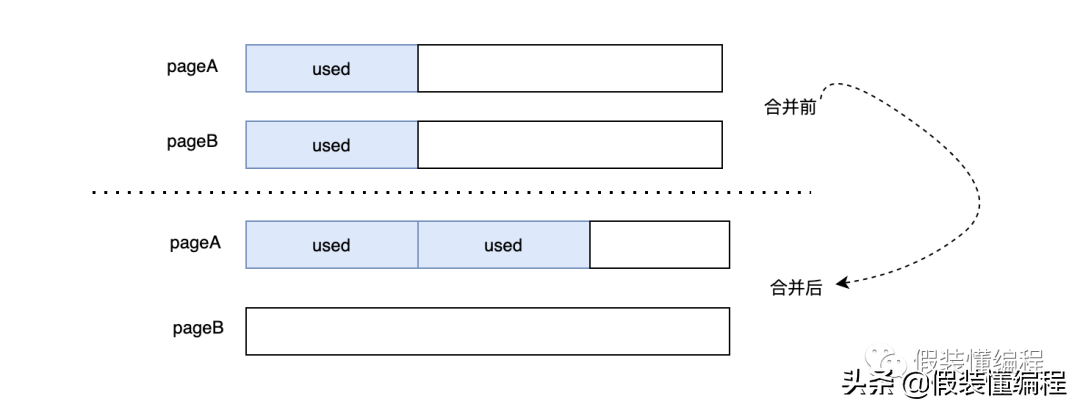 pageA used
合并前
pageB used
pageA used used
合并后
pageB
假装懂编程
头条 @假装懂编程